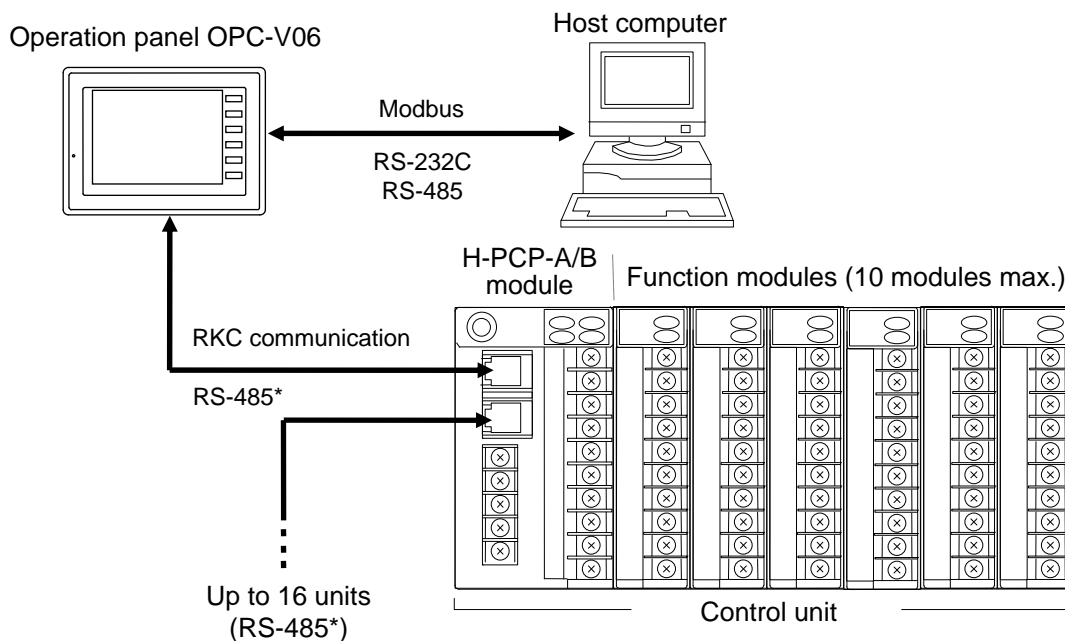 Operation panel OPC-V06
Host computer
Modbus
RS-232C
RS-485
H-PCP-A/B
module
Function modules (10 modules max.)
RKC communication
RS-485*
Up to 16 units
(RS-485*)
Control unit